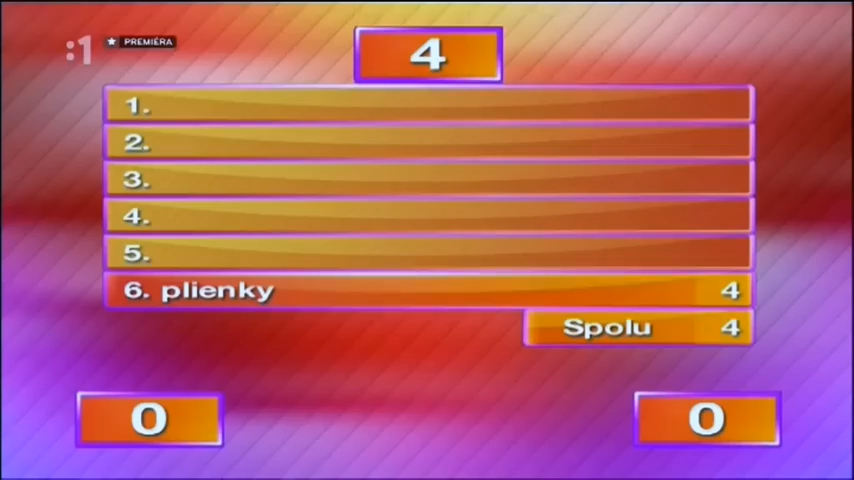 :1 ★ PREMIÉRA
4
1.
2.
3.
4.
5.
6. plienky 4
Spolu 4
0 0